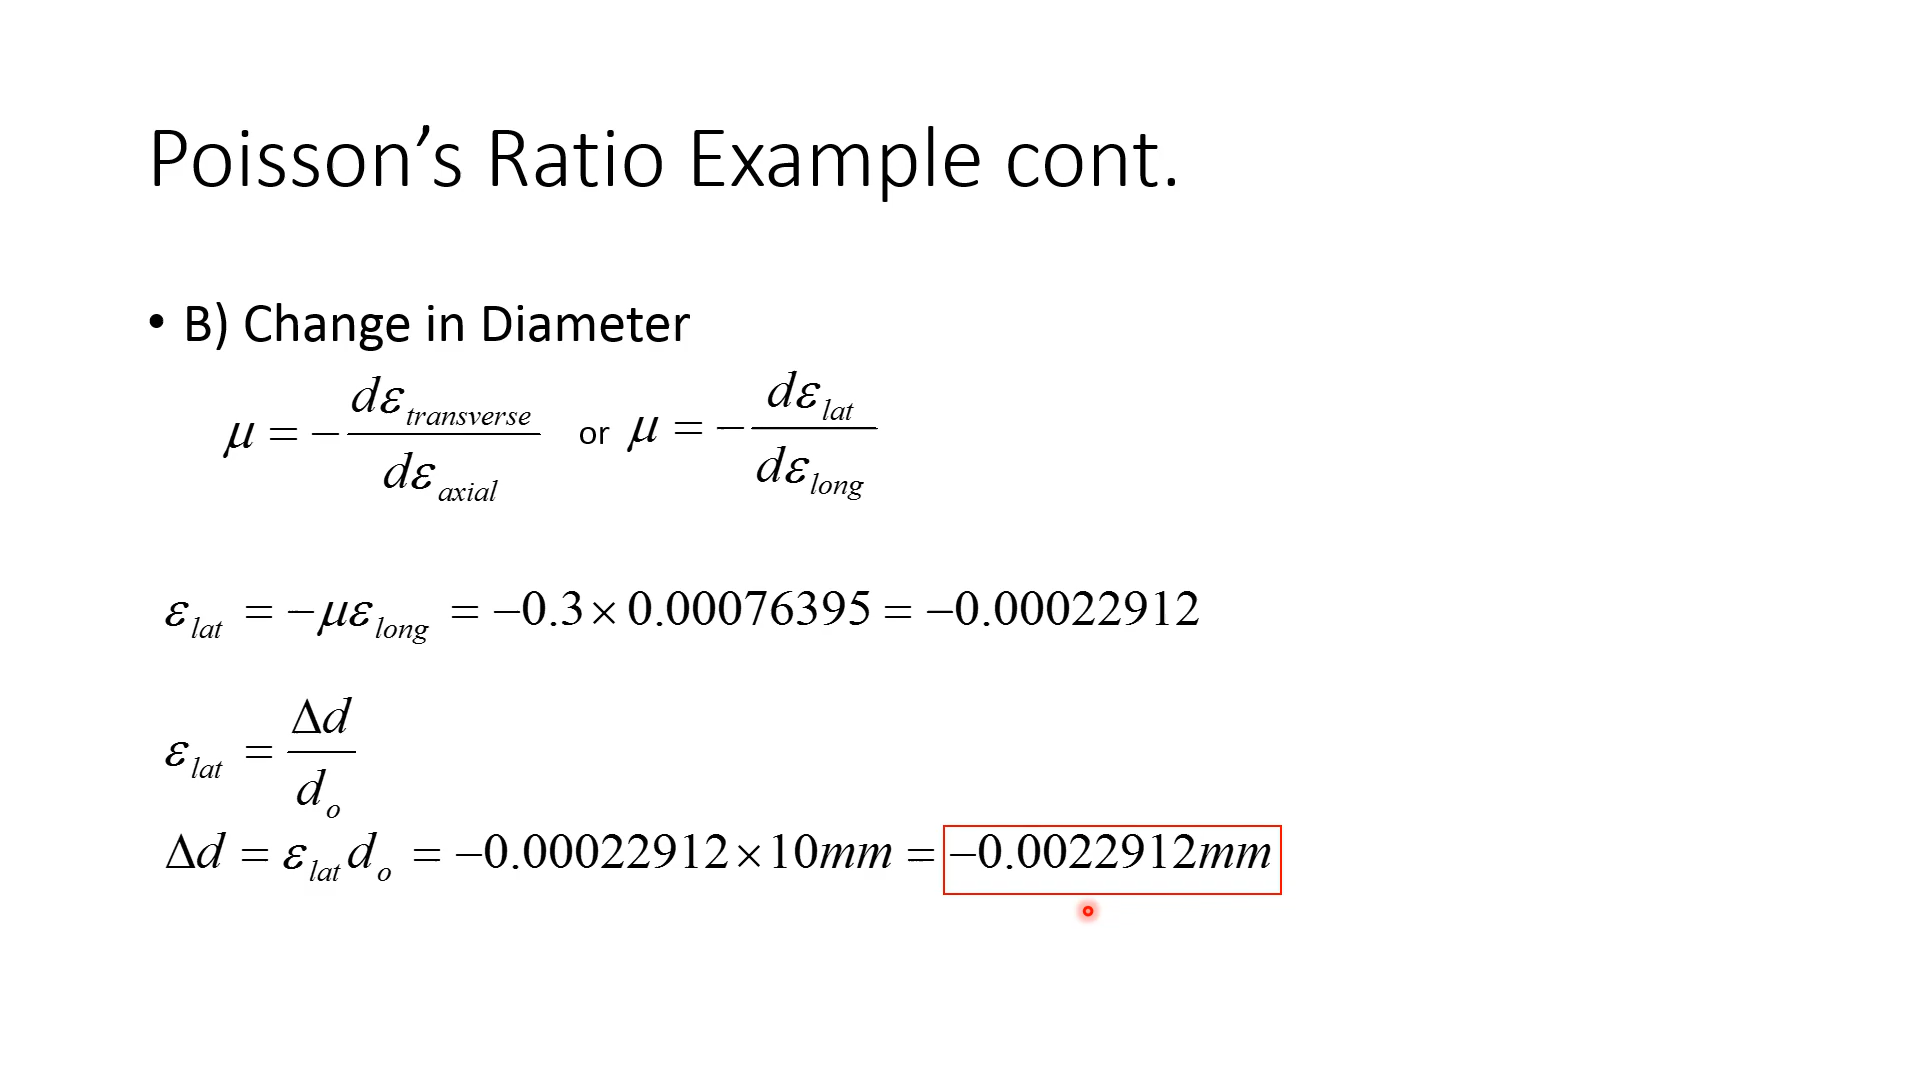 Poisson’s Ratio Example cont.
• B) Change in Diameter
μ = − dε_transverse / dε_axial or μ = − dε_lat / dε_long
ε_lat = −με_long = −0.3 × 0.00076395 = −0.00022912
ε_lat = Δd / d_o
Δd = ε_lat d_o = −0.00022912 × 10mm = −0.0022912mm